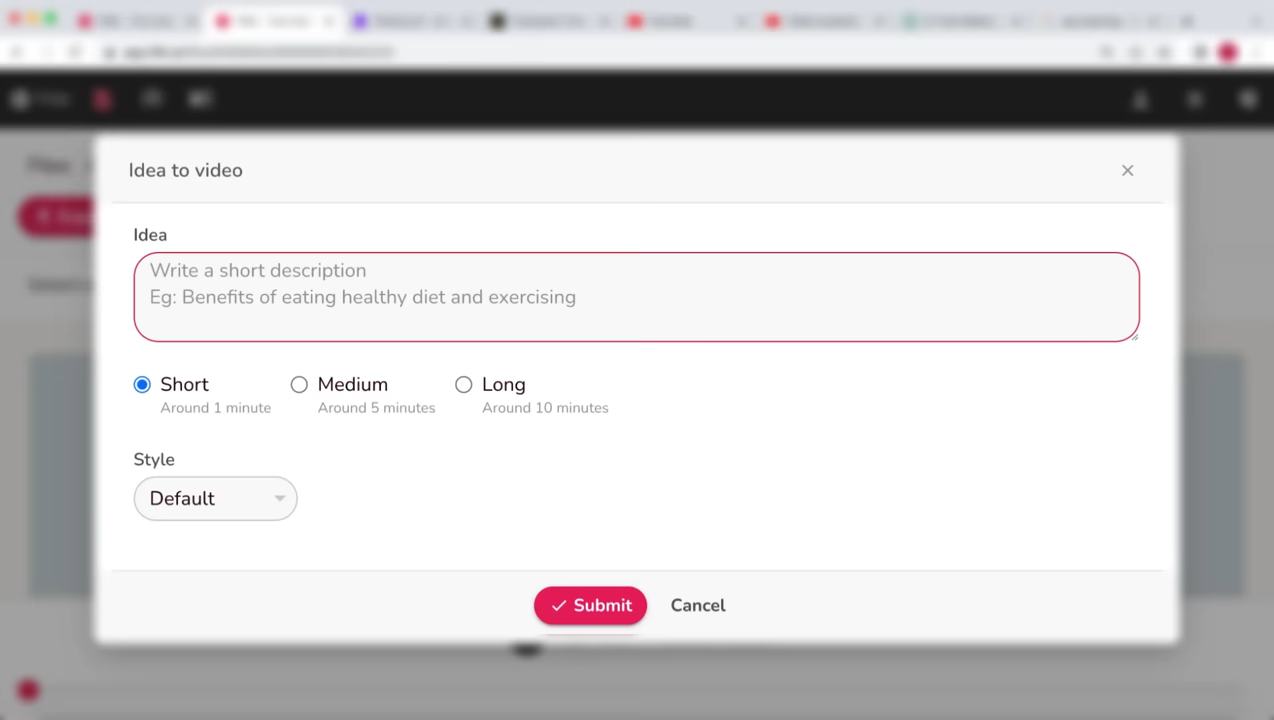 Idea to video
Idea
Write a short description
Eg: Benefits of eating healthy diet and exercising
Short
Medium
Long
Around 1 minute
Around 5 minutes
Around 10 minutes
Style
Default
Submit
Cancel